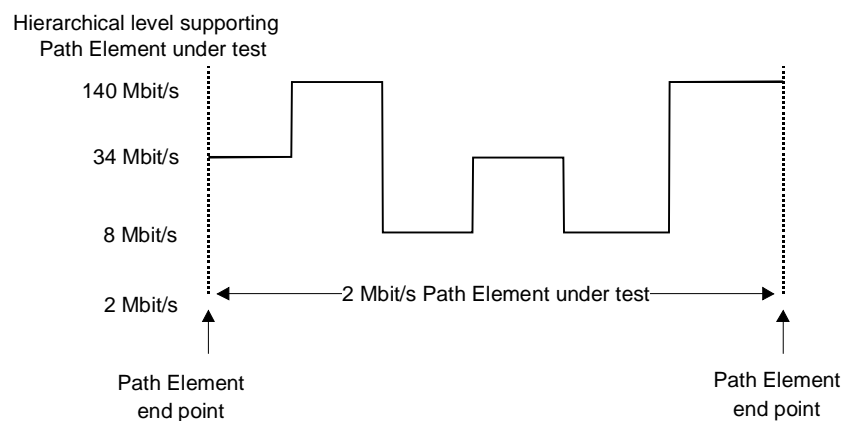 Hierarchical level supporting
Path Element under test
140 Mbit/s
34 Mbit/s
8 Mbit/s
2 Mbit/s Path Element under test
2 Mbit/s
Path Element
end point
Path Element
end point